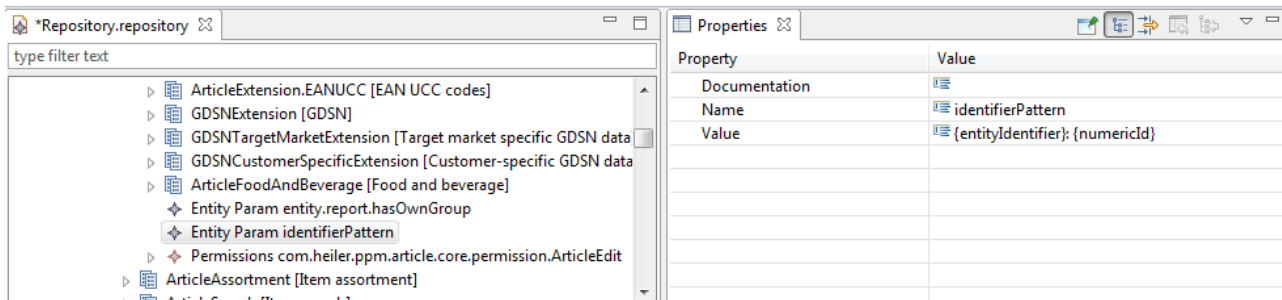 *Repository.repository
type filter text
ArticleExtension.EANUCC [EAN UCC codes]
GDSNExtension [GDSN]
GDSNTargetMarketExtension [Target market specific GDSN data
GDSNCustomerSpecificExtension [Customer-specific GDSN data
ArticleFoodAndBeverage [Food and beverage]
Entity Param entity.report.hasOwnGroup
Entity Param identifierPattern
Permissions com.heiler.ppm.article.core.permission.ArticleEdit
ArticleAssortment [Item assortment]
Properties
Property Value
Documentation
Name identifierPattern
Value {entityIdentifier}: {numericId}